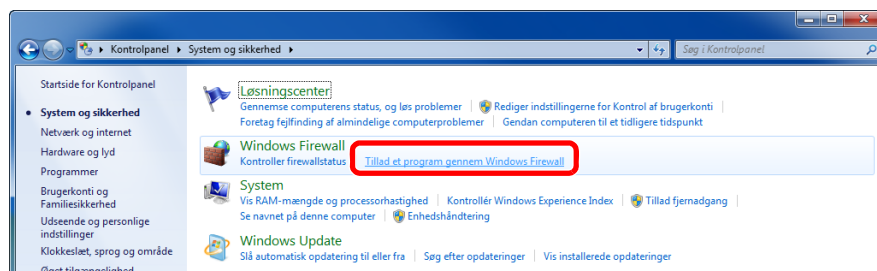 Kontrolpanel ▸ System og sikkerhed ▸
Søg i Kontrolpanel
Startside for Kontrolpanel
System og sikkerhed
Netværk og internet
Hardware og lyd
Programmer
Brugerkonti og
Familiesikkerhed
Udseende og personlige
indstillinger
Klokkeslæt, sprog og område
Øget tilgængelighed
Løsningscenter
Gennemse computerens status, og løs problemer | Rediger indstillingerne for Kontrol af brugerkonti
Foretag fejlfinding af almindelige computerproblemer | Gendan computeren til et tidligere tidspunkt
Windows Firewall
Kontroller firewallstatus | Tillad et program gennem Windows Firewall
System
Vis RAM-mængde og processorhastighed | Kontrollér Windows Experience Index | Tillad fjernadgang
Se navnet på denne computer | Enhedshåndtering
Windows Update
Slå automatisk opdatering til eller fra | Søg efter opdateringer | Vis installerede opdateringer